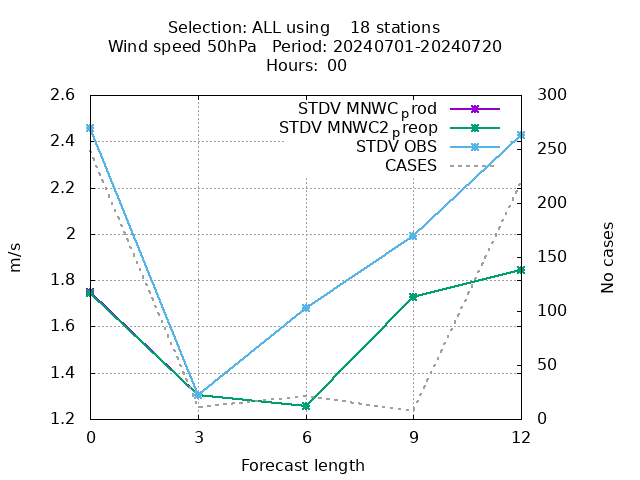 Selection: ALL using    18 stations
Wind speed 50hPa   Period: 20240701-20240720
Hours: 00
STDV MNWCprod
STDV MNWC2preop
STDV OBS
CASES
2.6
2.4
2.2
2
1.8
1.6
1.4
1.2
300
250
200
150
100
50
0
m/s
No cases
0 3 6 9 12
Forecast length